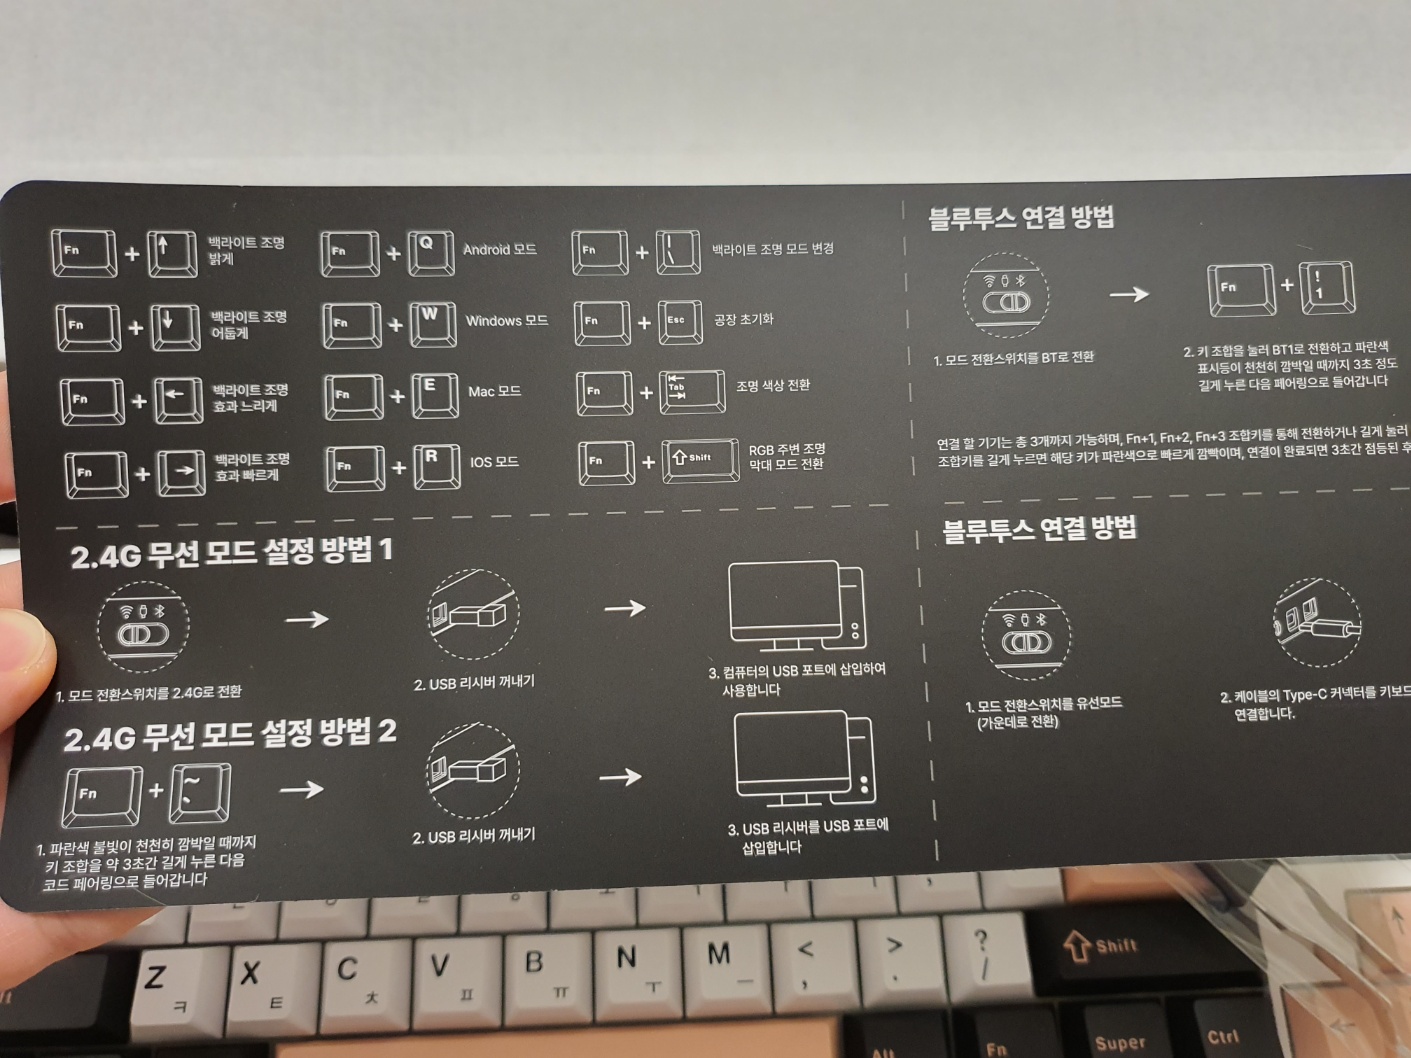 Fn + ↑ 백라이트 조명
밝게
Fn + ↓ 백라이트 조명
어둡게
Fn + ← 백라이트 조명
효과 느리게
Fn + → 백라이트 조명
효과 빠르게
Fn + Q Android 모드
Fn + W Windows 모드
Fn + E Mac 모드
Fn + R IOS 모드
Fn + | \ 백라이트 조명 모드 변경
Fn + Esc 공장 초기화
Fn + Tab 조명 색상 전환
Fn + Shift RGB 주변 조명
막대 모드 전환
2.4G 무선 모드 설정 방법 1
1. 모드 전환스위치를 2.4G로 전환
2. USB 리시버 꺼내기
3. 컴퓨터의 USB 포트에 삽입하여
사용합니다
2.4G 무선 모드 설정 방법 2
Fn + ~ `
1. 파란색 불빛이 천천히 깜박일 때까지
키 조합을 약 3초간 길게 누른 다음
코드 페어링으로 들어갑니다
2. USB 리시버 꺼내기
3. USB 리시버를 USB 포트에
삽입합니다
블루투스 연결 방법
Fn + ! 1
1. 모드 전환스위치를 BT로 전환
2. 키 조합을 눌러 BT1로 전환하고 파란색
표시등이 천천히 깜박일 때까지 3초 정도
길게 누른 다음 페어링으로 들어갑니다
연결 할 기기는 총 3개까지 가능하며, Fn+1, Fn+2, Fn+3 조합키를 통해 전환하거나 길게 눌러
조합키를 길게 누르면 해당 키가 파란색으로 빠르게 깜빡이며, 연결이 완료되면 3초간 점등된 후
블루투스 연결 방법
1. 모드 전환스위치를 유선모드
(가운데로 전환)
2. 케이블의 Type-C 커넥터를 키보드
연결합니다.
Z ㅋ X ㅌ C ㅊ V ㅍ B ㅠ N ㅜ M ㅡ < , > . ? / Shift
Alt Fn Super Ctrl